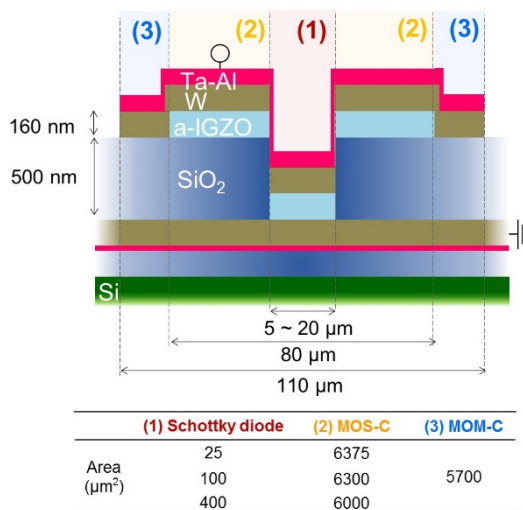 (3) (2) (1) (2) (3)
Ta-Al
W
160 nm
a-IGZO
500 nm
SiO₂
Si
5 ~ 20 μm
80 μm
110 μm
(1) Schottky diode (2) MOS-C (3) MOM-C
Area (μm²)
25 6375
100 6300 5700
400 6000